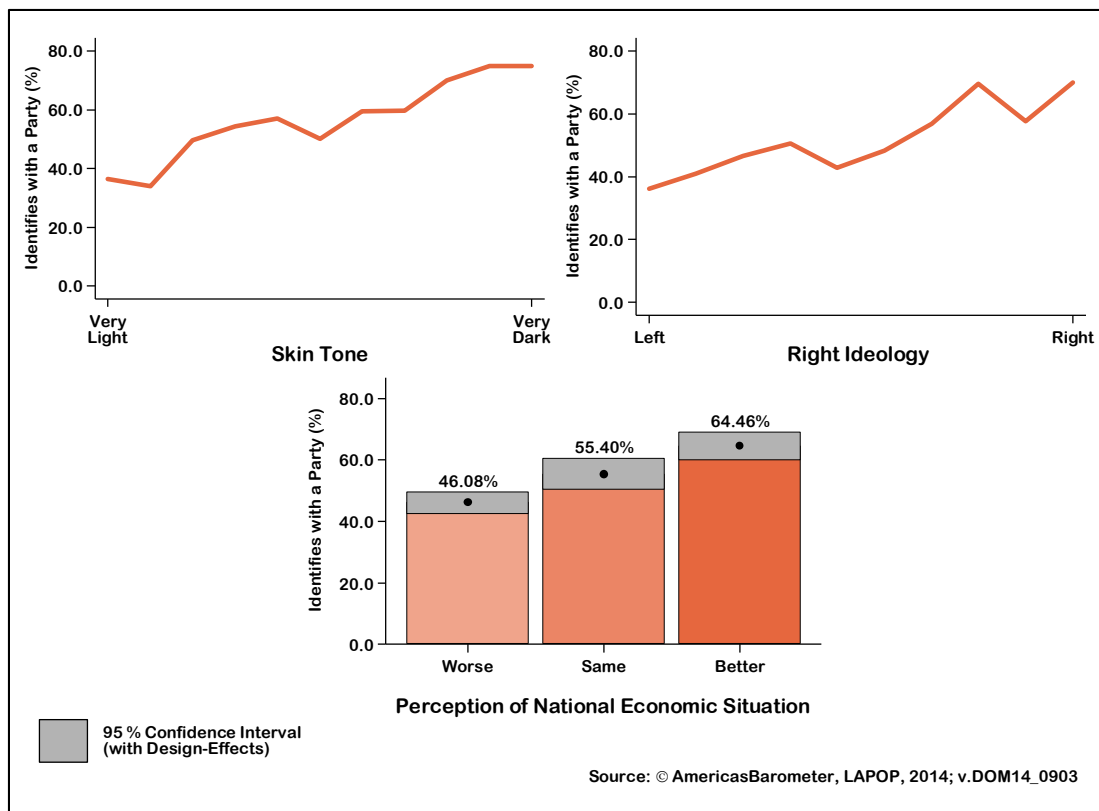 Identifies with a Party (%)
80.0
60.0
40.0
20.0
0.0
Very
Light
Very
Dark
Skin Tone
Identifies with a Party (%)
80.0
60.0
40.0
20.0
0.0
Left
Right
Right Ideology
Identifies with a Party (%)
80.0
60.0
40.0
20.0
0.0
46.08%
55.40%
64.46%
Worse
Same
Better
Perception of National Economic Situation
95 % Confidence Interval
(with Design-Effects)
Source: © AmericasBarometer, LAPOP, 2014; v.DOM14_0903